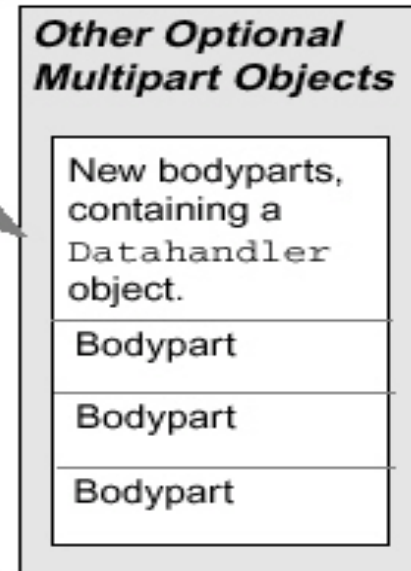 Other Optional
Multipart Objects
New bodyparts,
containing a
Datahandler
object.
Bodypart
Bodypart
Bodypart